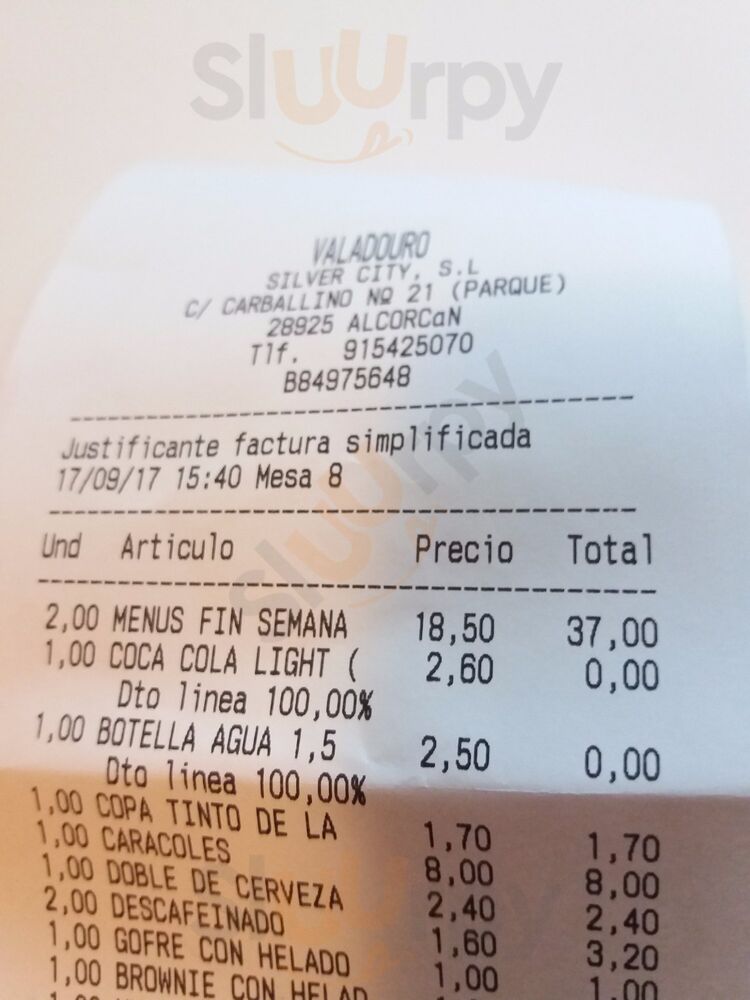 Sluurpy
VALADOURO
SILVER CITY, S.L
C/ CARBALLINO Nº 21 (PARQUE)
28925 ALCORCaN
Tlf. 915425070
B84975648
Justificante factura simplificada
17/09/17 15:40 Mesa 8
Und Articulo Precio Total
2,00 MENUS FIN SEMANA 18,50 37,00
1,00 COCA COLA LIGHT ( 2,60 0,00
Dto linea 100,00%
1,00 BOTELLA AGUA 1,5 2,50 0,00
Dto linea 100,00%
1,00 COPA TINTO DE LA 1,70 1,70
1,00 CARACOLES 8,00 8,00
1,00 DOBLE DE CERVEZA 2,40 2,40
2,00 DESCAFEINADO 1,60 3,20
1,00 GOFRE CON HELADO 1,00 1,00
1,00 BROWNIE CON HELAD